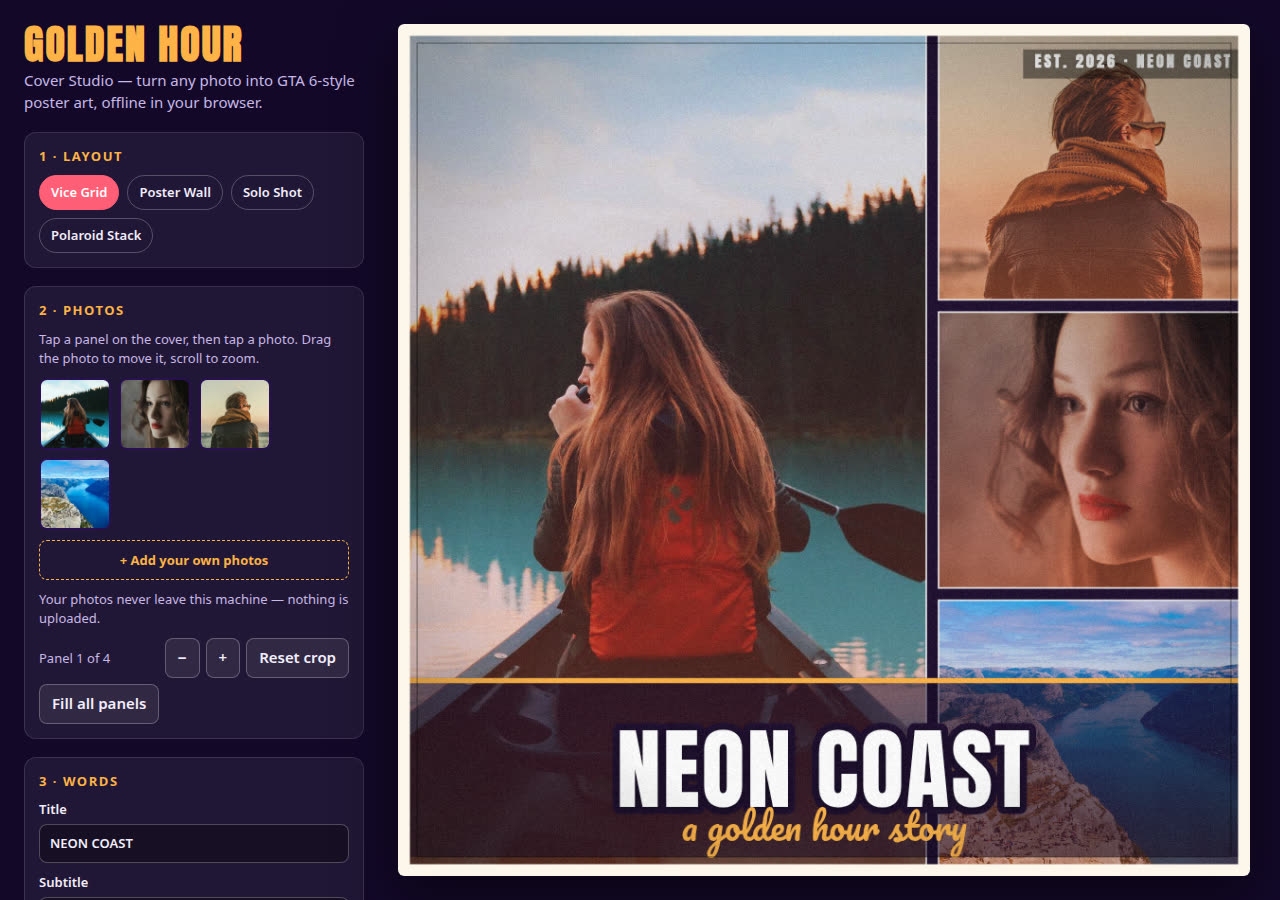 GOLDEN HOUR
Cover Studio — turn any photo into GTA 6-style
poster art, offline in your browser.
1 · LAYOUT
Vice Grid
Poster Wall
Solo Shot
Polaroid Stack
2 · PHOTOS
Tap a panel on the cover, then tap a photo. Drag
the photo to move it, scroll to zoom.
+ Add your own photos
Your photos never leave this machine — nothing is
uploaded.
Panel 1 of 4
−
+
Reset crop
Fill all panels
3 · WORDS
Title
NEON COAST
Subtitle
EST. 2026 · NEON COAST
NEON COAST
a golden hour story